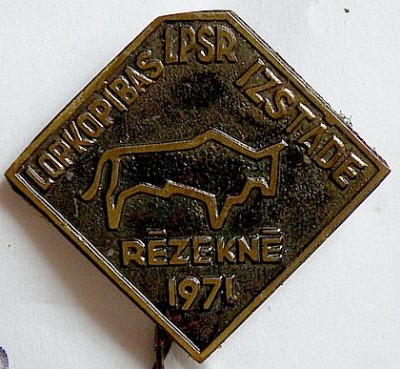 LOPKOPĪBAS LPSR IZSTĀDE
RĒZEKNĒ
1971.